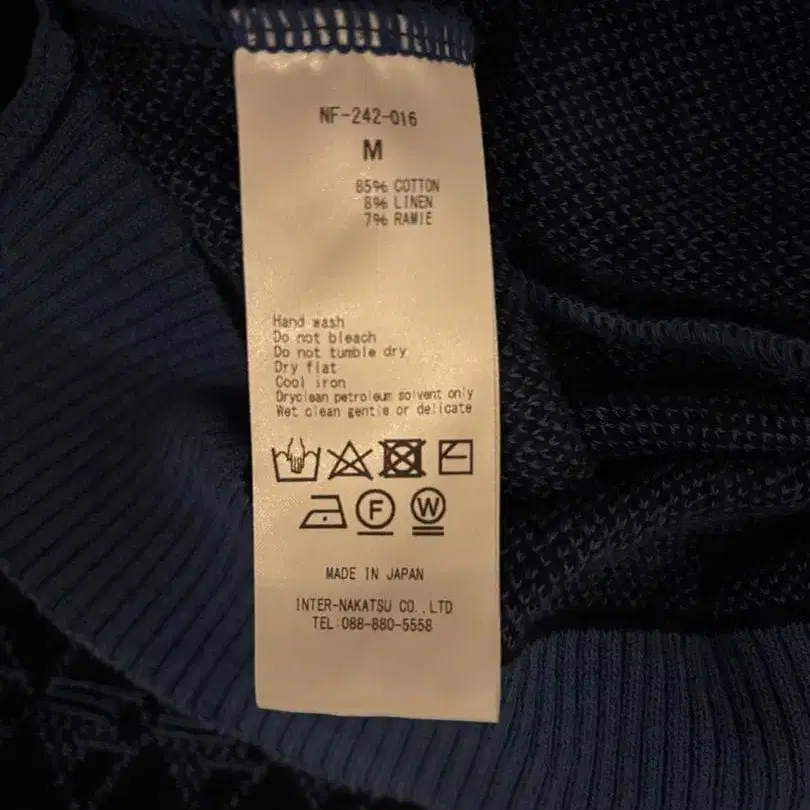 NF-242-016
M
85% COTTON
8% LINEN
7% RAMIE
Hand wash
Do not bleach
Do not tumble dry
Dry flat
Cool iron
Dryclean petroleum solvent only
Wet clean gentle or delicate
F
W
MADE IN JAPAN
INTER-NAKATSU CO.,LTD
TEL:088-880-5558